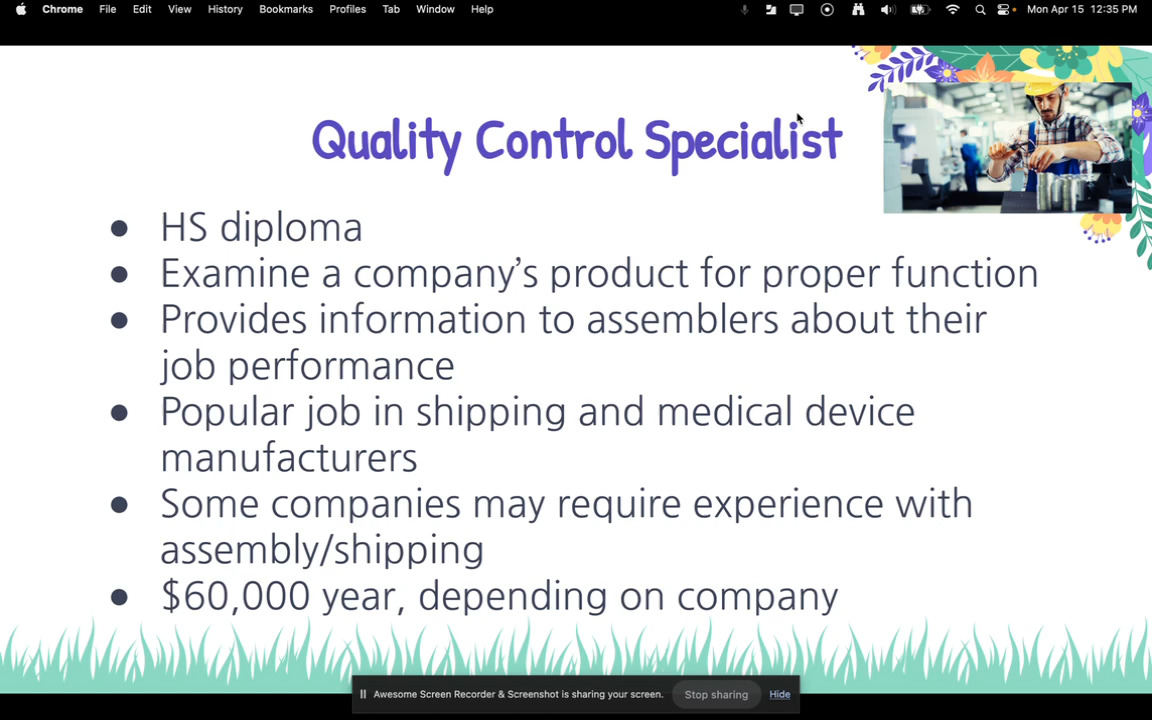 Chrome File Edit View History Bookmarks Profiles Tab Window Help Mon Apr 15 12:35 PM
Quality Control Specialist
● HS diploma
● Examine a company’s product for proper function
● Provides information to assemblers about their
job performance
● Popular job in shipping and medical device
manufacturers
● Some companies may require experience with
assembly/shipping
● $60,000 year, depending on company
Awesome Screen Recorder & Screenshot is sharing your screen. Stop sharing Hide